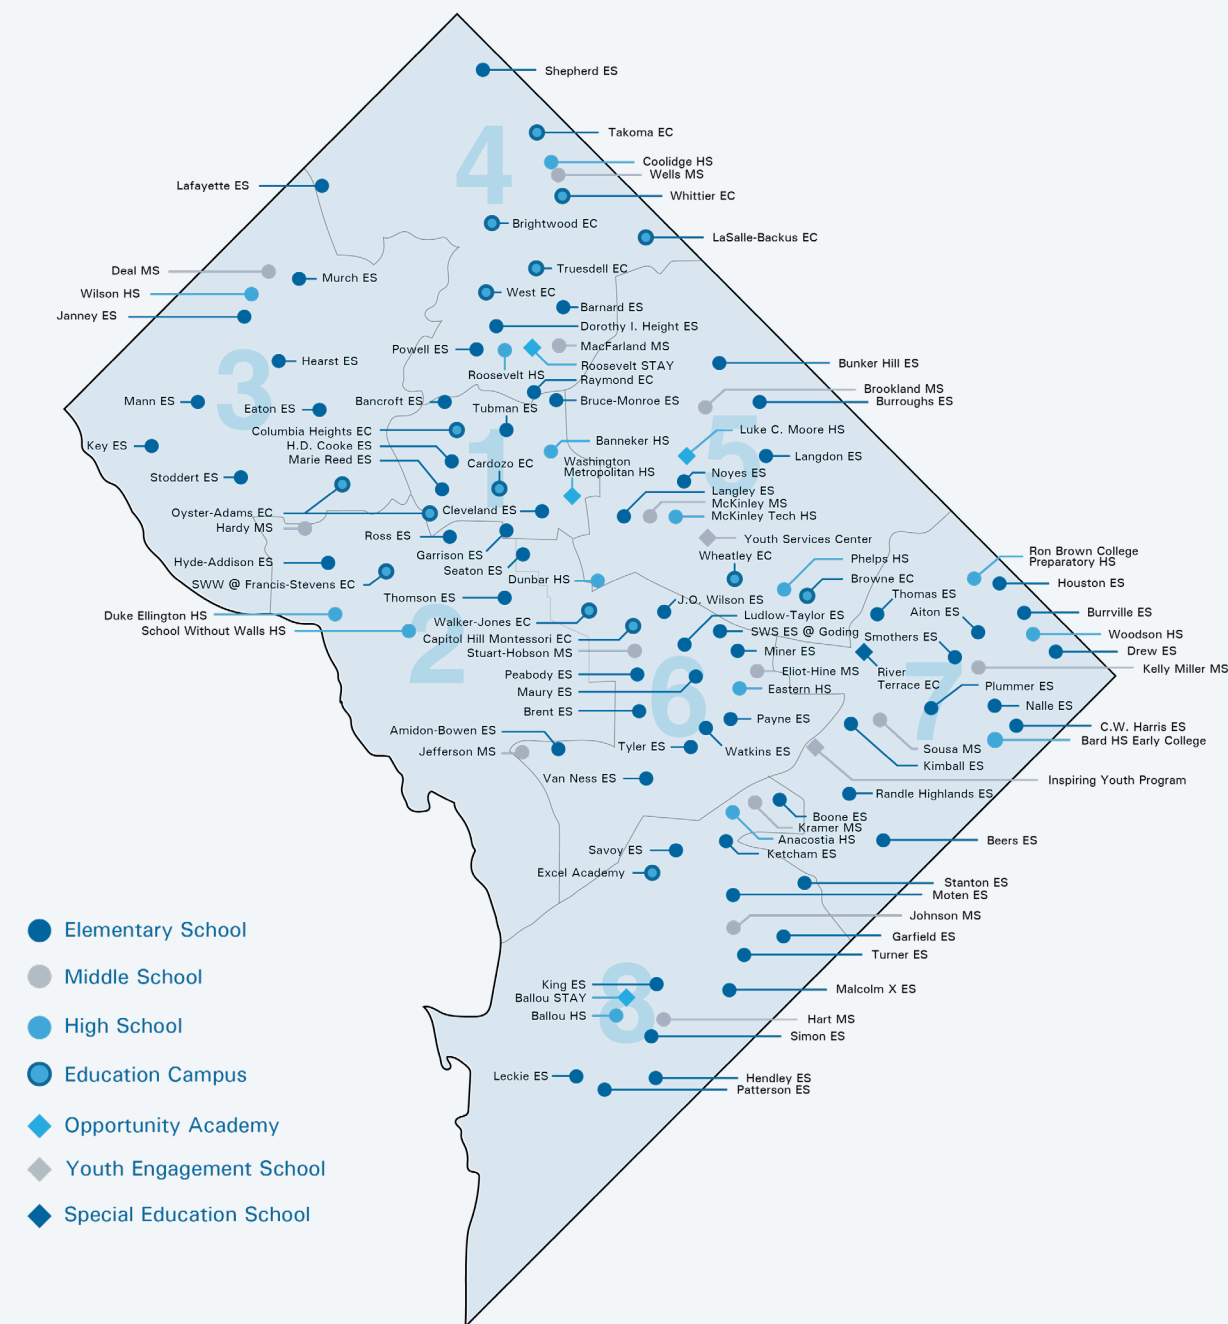 Shepherd ES
4
Takoma EC
Coolidge HS
Wells MS
Lafayette ES
Whittier EC
Brightwood EC
LaSalle-Backus EC
Deal MS
Murch ES
Truesdell EC
Wilson HS
West EC
Janney ES
Barnard ES
Dorothy I. Height ES
Powell ES
MacFarland MS
3
Hearst ES
Roosevelt STAY
Bunker Hill ES
Roosevelt HS
Raymond EC
Brookland MS
Mann ES
Eaton ES
Bancroft ES
Tubman ES
Bruce-Monroe ES
Burroughs ES
Columbia Heights EC
Luke C. Moore HS
Key ES
H.D. Cooke ES
1
Banneker HS
5
Marie Reed ES
Cardozo EC
Washington
Metropolitan HS
Langdon ES
Stoddert ES
Noyes ES
Langley ES
McKinley MS
Oyster-Adams EC
Cleveland ES
McKinley Tech HS
Hardy MS
Ross ES
Youth Services Center
Garrison ES
Wheatley EC
Phelps HS
Ron Brown College
Preparatory HS
Hyde-Addison ES
Seaton ES
Dunbar HS
Browne EC
Houston ES
SWW @ Francis-Stevens EC
Thomson ES
J.O. Wilson ES
Thomas ES
Duke Ellington HS
Walker-Jones EC
Ludlow-Taylor ES
Aiton ES
Burrville ES
School Without Walls HS
2
Capitol Hill Montessori EC
SWS ES @ Goding
Smothers ES
Woodson HS
Stuart-Hobson MS
Miner ES
Drew ES
Peabody ES
6
Eliot-Hine MS
River
Terrace EC
7
Kelly Miller MS
Maury ES
Eastern HS
Plummer ES
Brent ES
Payne ES
Nalle ES
Amidon-Bowen ES
C.W. Harris ES
Jefferson MS
Tyler ES
Watkins ES
Sousa MS
Bard HS Early College
Kimball ES
Van Ness ES
Inspiring Youth Program
Randle Highlands ES
Boone ES
Kramer MS
Anacostia HS
Savoy ES
Ketcham ES
Beers ES
Excel Academy
Stanton ES
Moten ES
Johnson MS
Garfield ES
Turner ES
King ES
8
Ballou STAY
Malcolm X ES
Ballou HS
Hart MS
Simon ES
Leckie ES
Hendley ES
Patterson ES
Elementary School
Middle School
High School
Education Campus
Opportunity Academy
Youth Engagement School
Special Education School